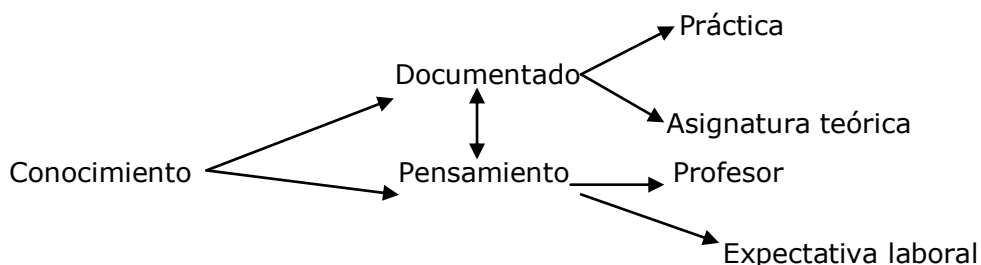 Práctica
Documentado
Asignatura teórica
Conocimiento
Pensamiento
Profesor
Expectativa laboral